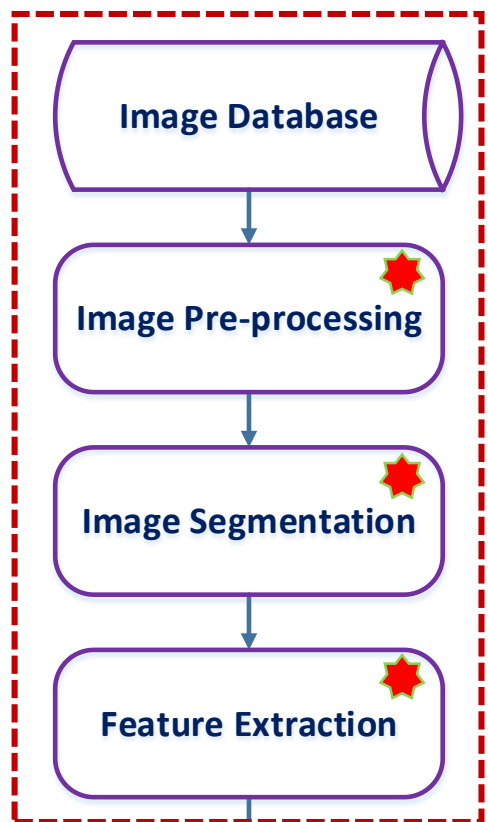 Image Database
Image Pre-processing
Image Segmentation
Feature Extraction